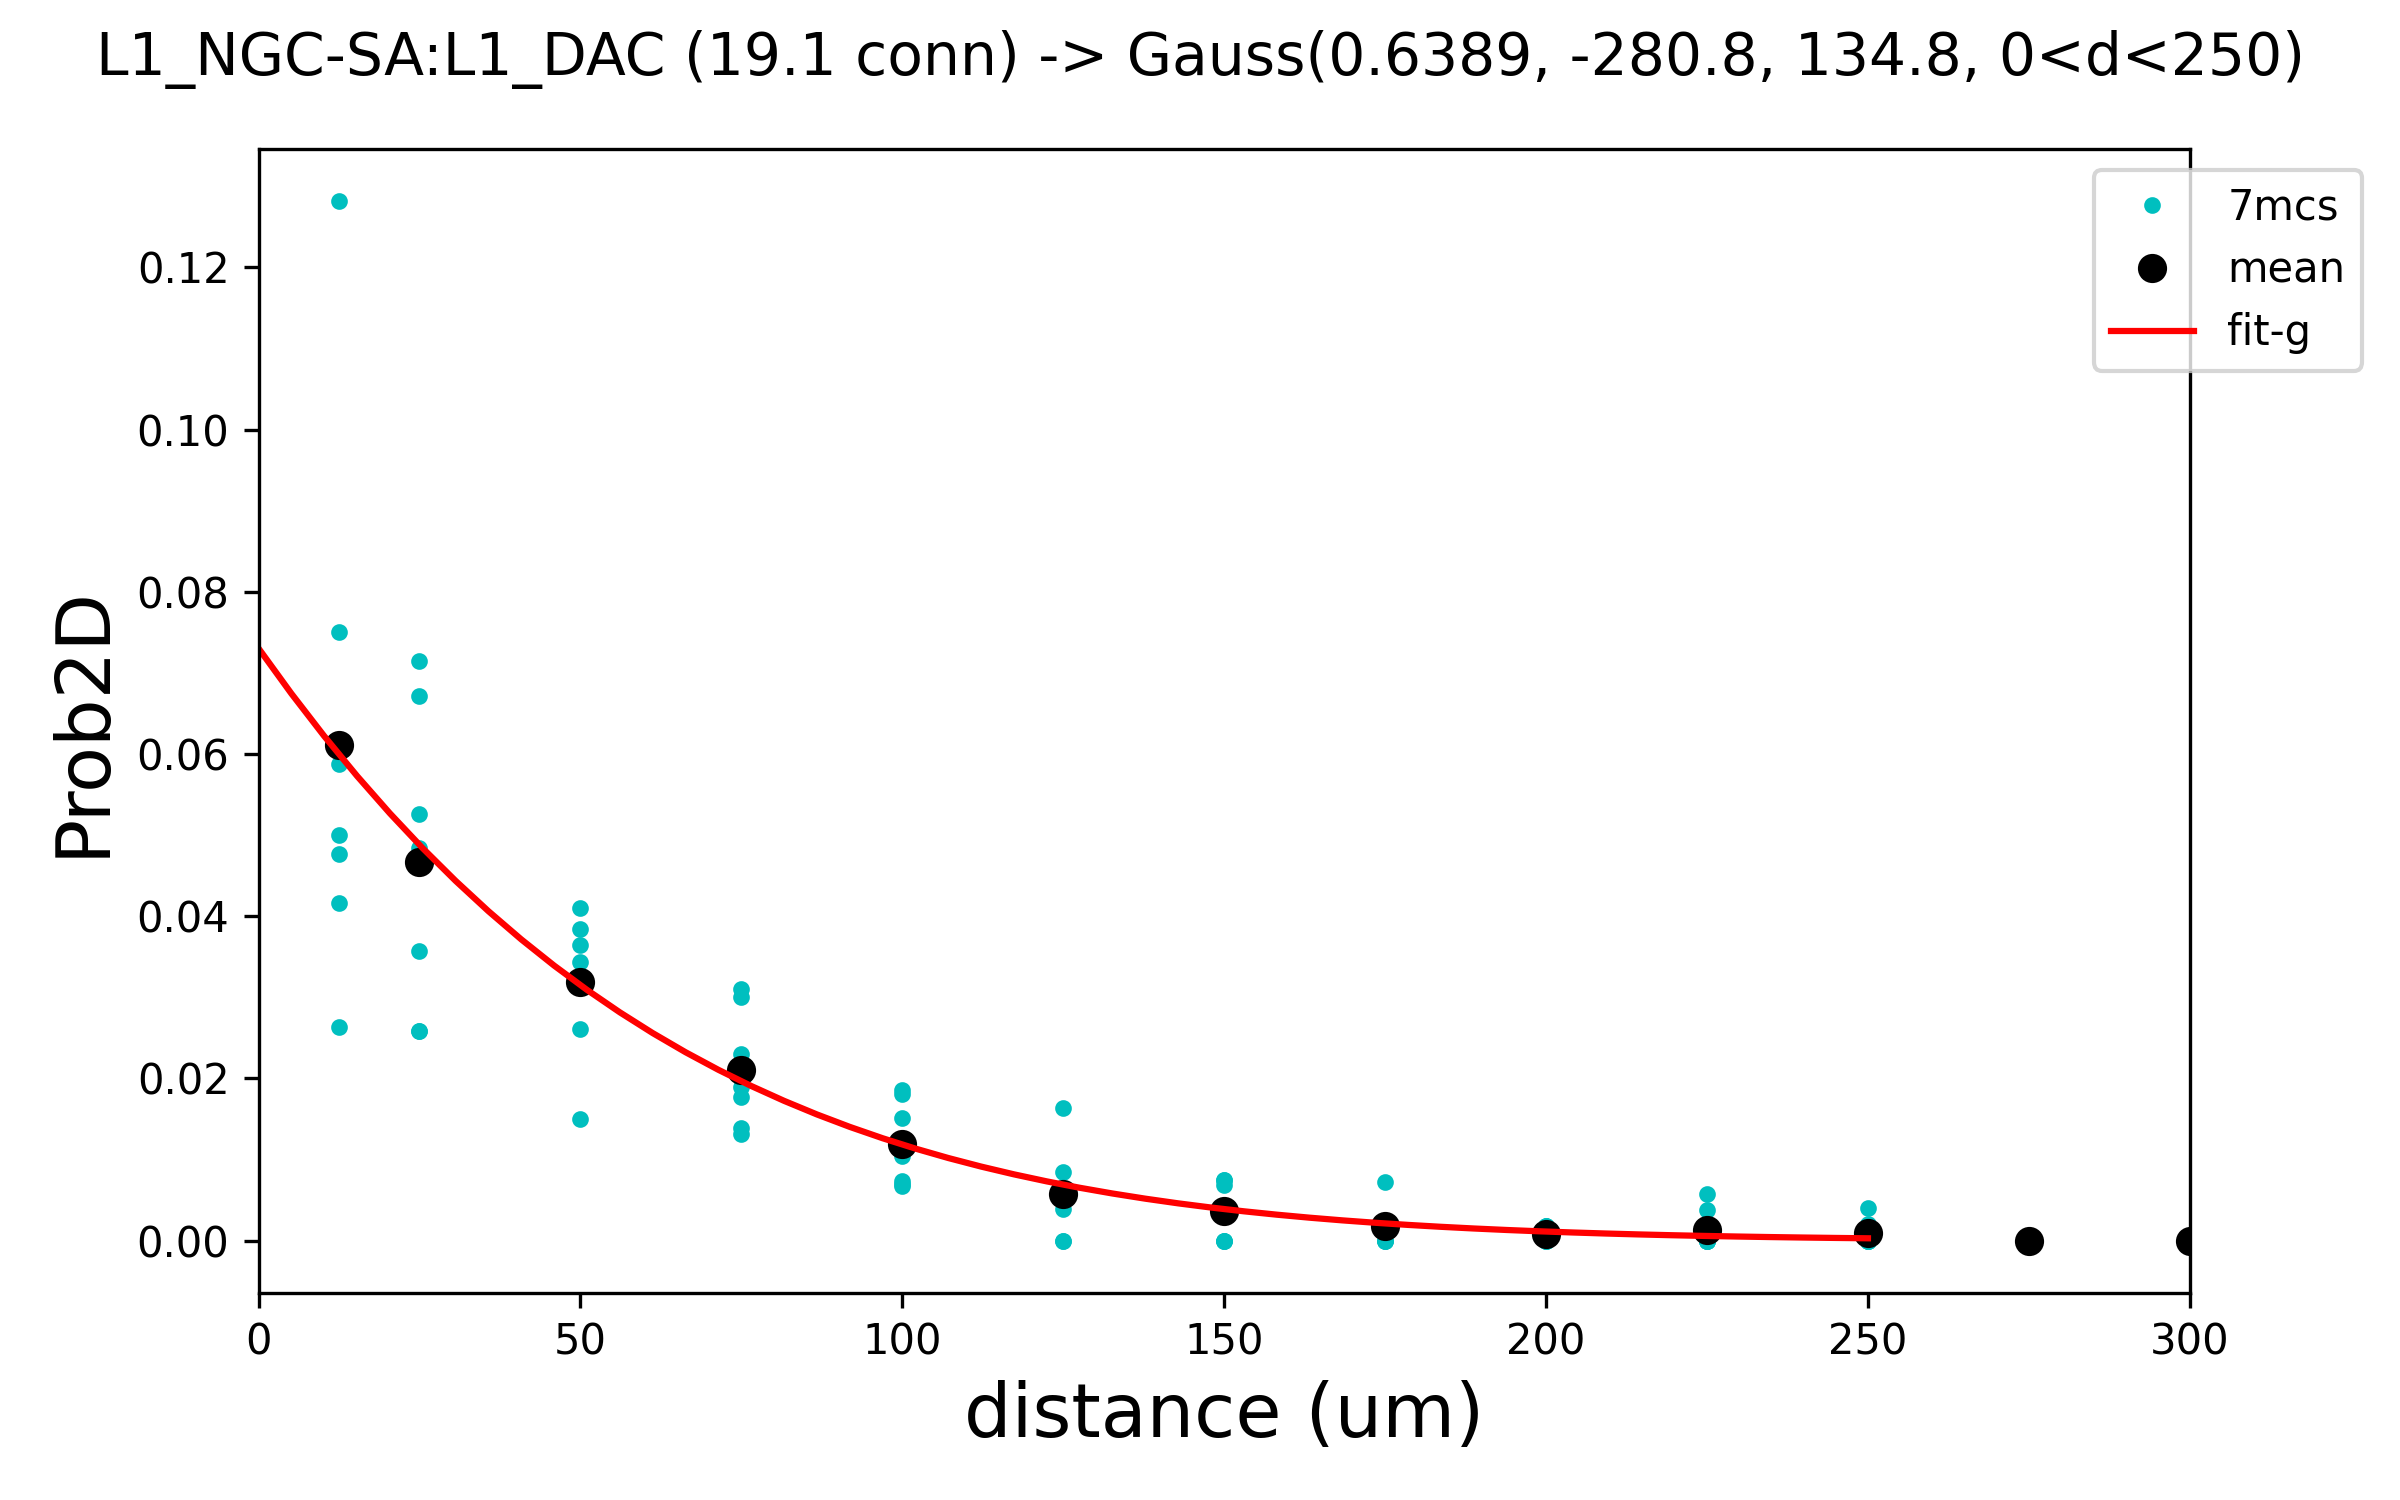 L1_NGC-SA:L1_DAC (19.1 conn) -> Gauss(0.6389, -280.8, 134.8, 0<d<250)
7mcs
mean
fit-g
0.12
0.10
0.08
0.06
0.04
0.02
0.00
Prob2D
0 50 100 150 200 250 300
distance (um)